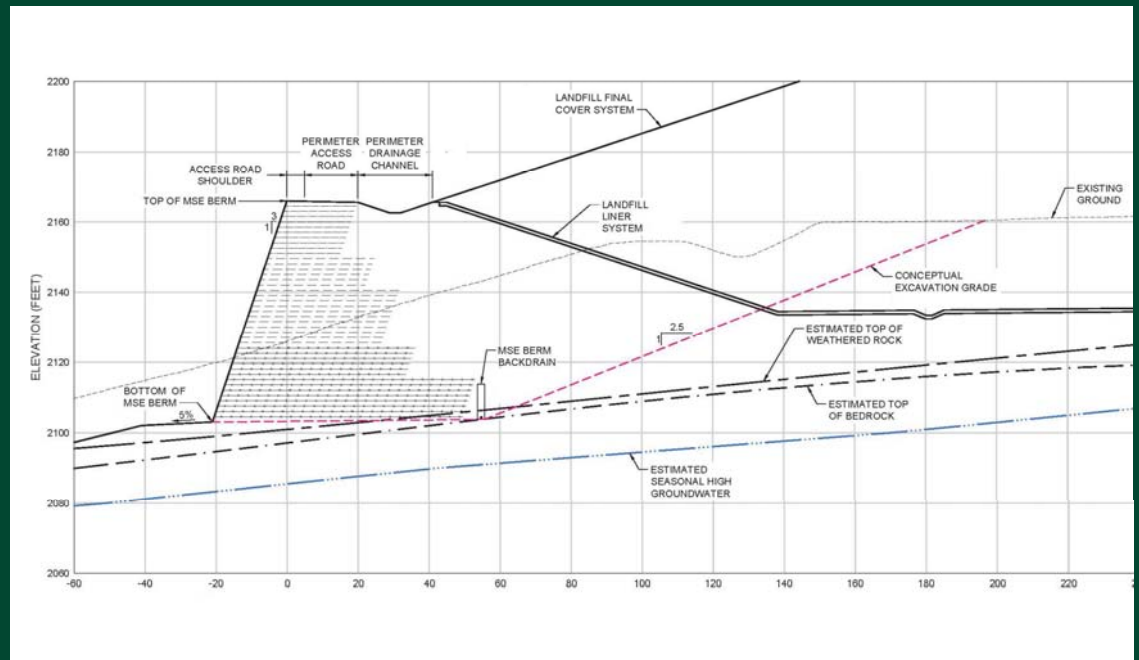 2200
2180
2160
2140
2120
2100
2080
2060
ELEVATION (FEET)
LANDFILL FINAL
COVER SYSTEM
PERIMETER
ACCESS
ROAD
PERIMETER
DRAINAGE
CHANNEL
ACCESS ROAD
SHOULDER
TOP OF MSE BERM
3
1
LANDFILL
LINER
SYSTEM
EXISTING
GROUND
CONCEPTUAL
EXCAVATION GRADE
2.5
1
ESTIMATED TOP OF
WEATHERED ROCK
MSE BERM
BACKDRAIN
BOTTOM OF
MSE BERM
5%
ESTIMATED TOP
OF BEDROCK
ESTIMATED
SEASONAL HIGH
GROUNDWATER
-60 -40 -20 0 20 40 60 80 100 120 140 160 180 200 220